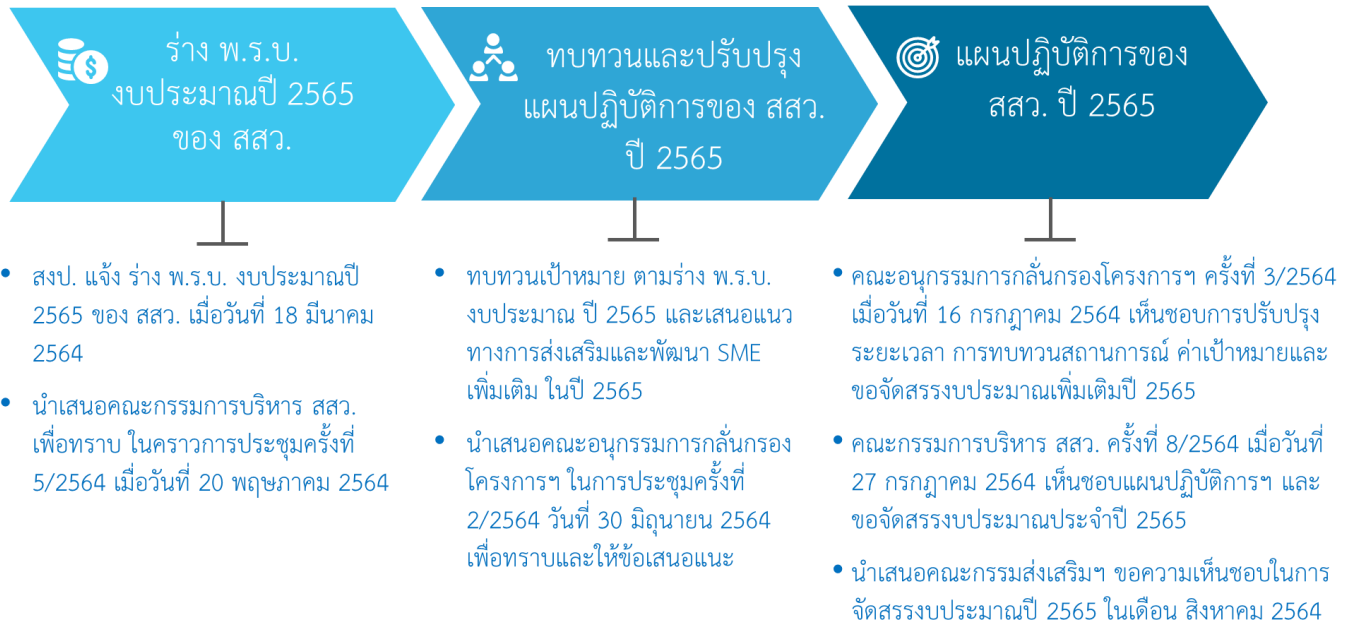 ร่าง พ.ร.บ.
งบประมาณปี 2565
ของ สสว.
ทบทวนและปรับปรุง
แผนปฏิบัติการของ สสว.
ปี 2565
แผนปฏิบัติการของ
สสว. ปี 2565
• สงป. แจ้ง ร่าง พ.ร.บ. งบประมาณปี
2565 ของ สสว. เมื่อวันที่ 18 มีนาคม
2564
• นำเสนอคณะกรรมการบริหาร สสว.
เพื่อทราบ ในคราวการประชุมครั้งที่
5/2564 เมื่อวันที่ 20 พฤษภาคม 2564
• ทบทวนเป้าหมาย ตามร่าง พ.ร.บ.
งบประมาณ ปี 2565 และเสนอแนว
ทางการส่งเสริมและพัฒนา SME
เพิ่มเติม ในปี 2565
• นำเสนอคณะอนุกรรมการกลั่นกรอง
โครงการฯ ในการประชุมครั้งที่
2/2564 วันที่ 30 มิถุนายน 2564
เพื่อทราบและให้ข้อเสนอแนะ
• คณะอนุกรรมการกลั่นกรองโครงการฯ ครั้งที่ 3/2564
เมื่อวันที่ 16 กรกฎาคม 2564 เห็นชอบการปรับปรุง
ระยะเวลา การทบทวนสถานการณ์ ค่าเป้าหมายและ
ขอจัดสรรงบประมาณเพิ่มเติมปี 2565
• คณะกรรมการบริหาร สสว. ครั้งที่ 8/2564 เมื่อวันที่
27 กรกฎาคม 2564 เห็นชอบแผนปฏิบัติการฯ และ
ขอจัดสรรงบประมาณประจำปี 2565
• นำเสนอคณะกรรมส่งเสริมฯ ขอความเห็นชอบในการ
จัดสรรงบประมาณปี 2565 ในเดือน สิงหาคม 2564